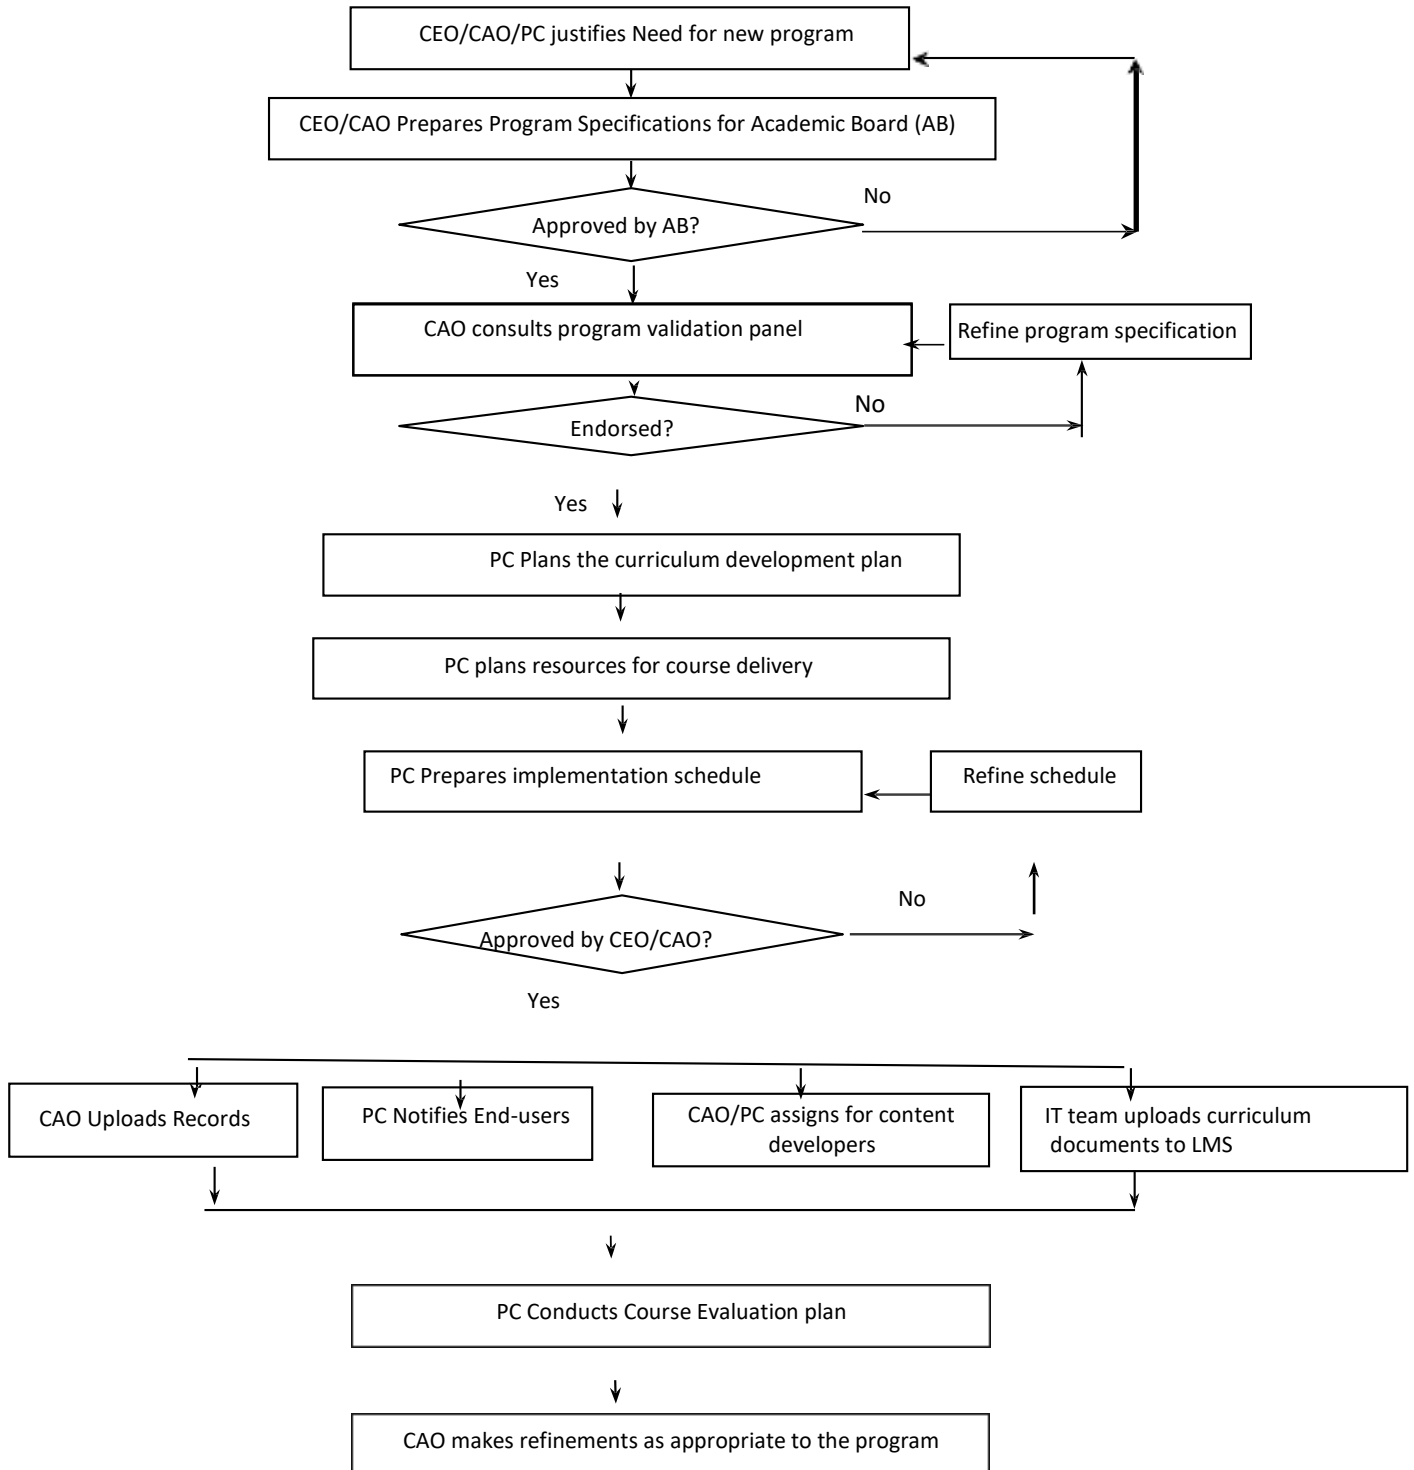 CEO/CAO/PC justifies Need for new program
CEO/CAO Prepares Program Specifications for Academic Board (AB)
No
Approved by AB?
Yes
CAO consults program validation panel
Refine program specification
No
Endorsed?
Yes
PC Plans the curriculum development plan
PC plans resources for course delivery
PC Prepares implementation schedule
Refine schedule
No
Approved by CEO/CAO?
Yes
CAO Uploads Records
PC Notifies End-users
CAO/PC assigns for content
developers
IT team uploads curriculum
documents to LMS
PC Conducts Course Evaluation plan
CAO makes refinements as appropriate to the program